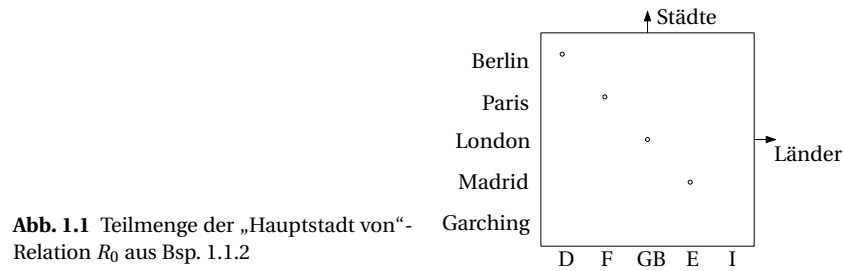 Städte
Berlin
Paris
London
Madrid
Garching
Länder
D F GB E I
Abb. 1.1 Teilmenge der „Hauptstadt von“-
Relation R₀ aus Bsp. 1.1.2